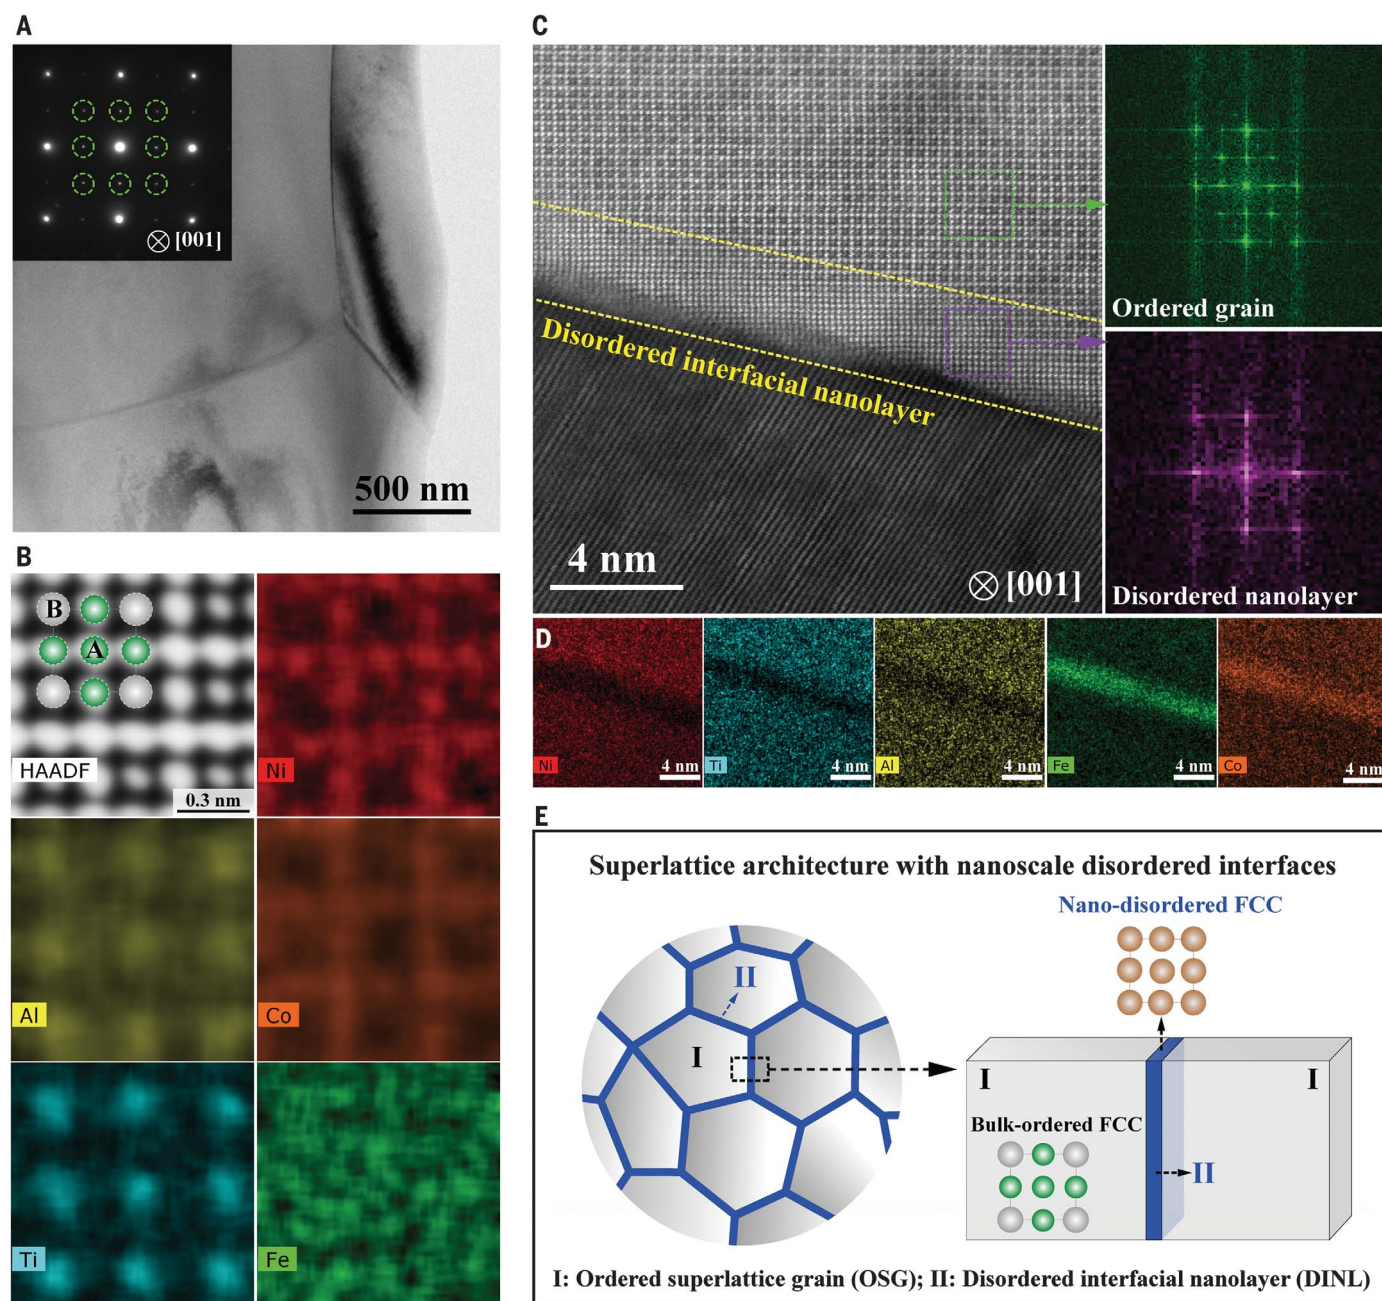 A
⊗ [001]
500 nm
B
B
A
HAADF
0.3 nm
Ni
Al
Co
Ti
Fe
C
Disordered interfacial nanolayer
4 nm
⊗ [001]
Ordered grain
Disordered nanolayer
D
Ni
4 nm
Ti
4 nm
Al
4 nm
Fe
4 nm
Co
4 nm
E
Superlattice architecture with nanoscale disordered interfaces
Nano-disordered FCC
II
I
I
I
Bulk-ordered FCC
II
I: Ordered superlattice grain (OSG); II: Disordered interfacial nanolayer (DINL)